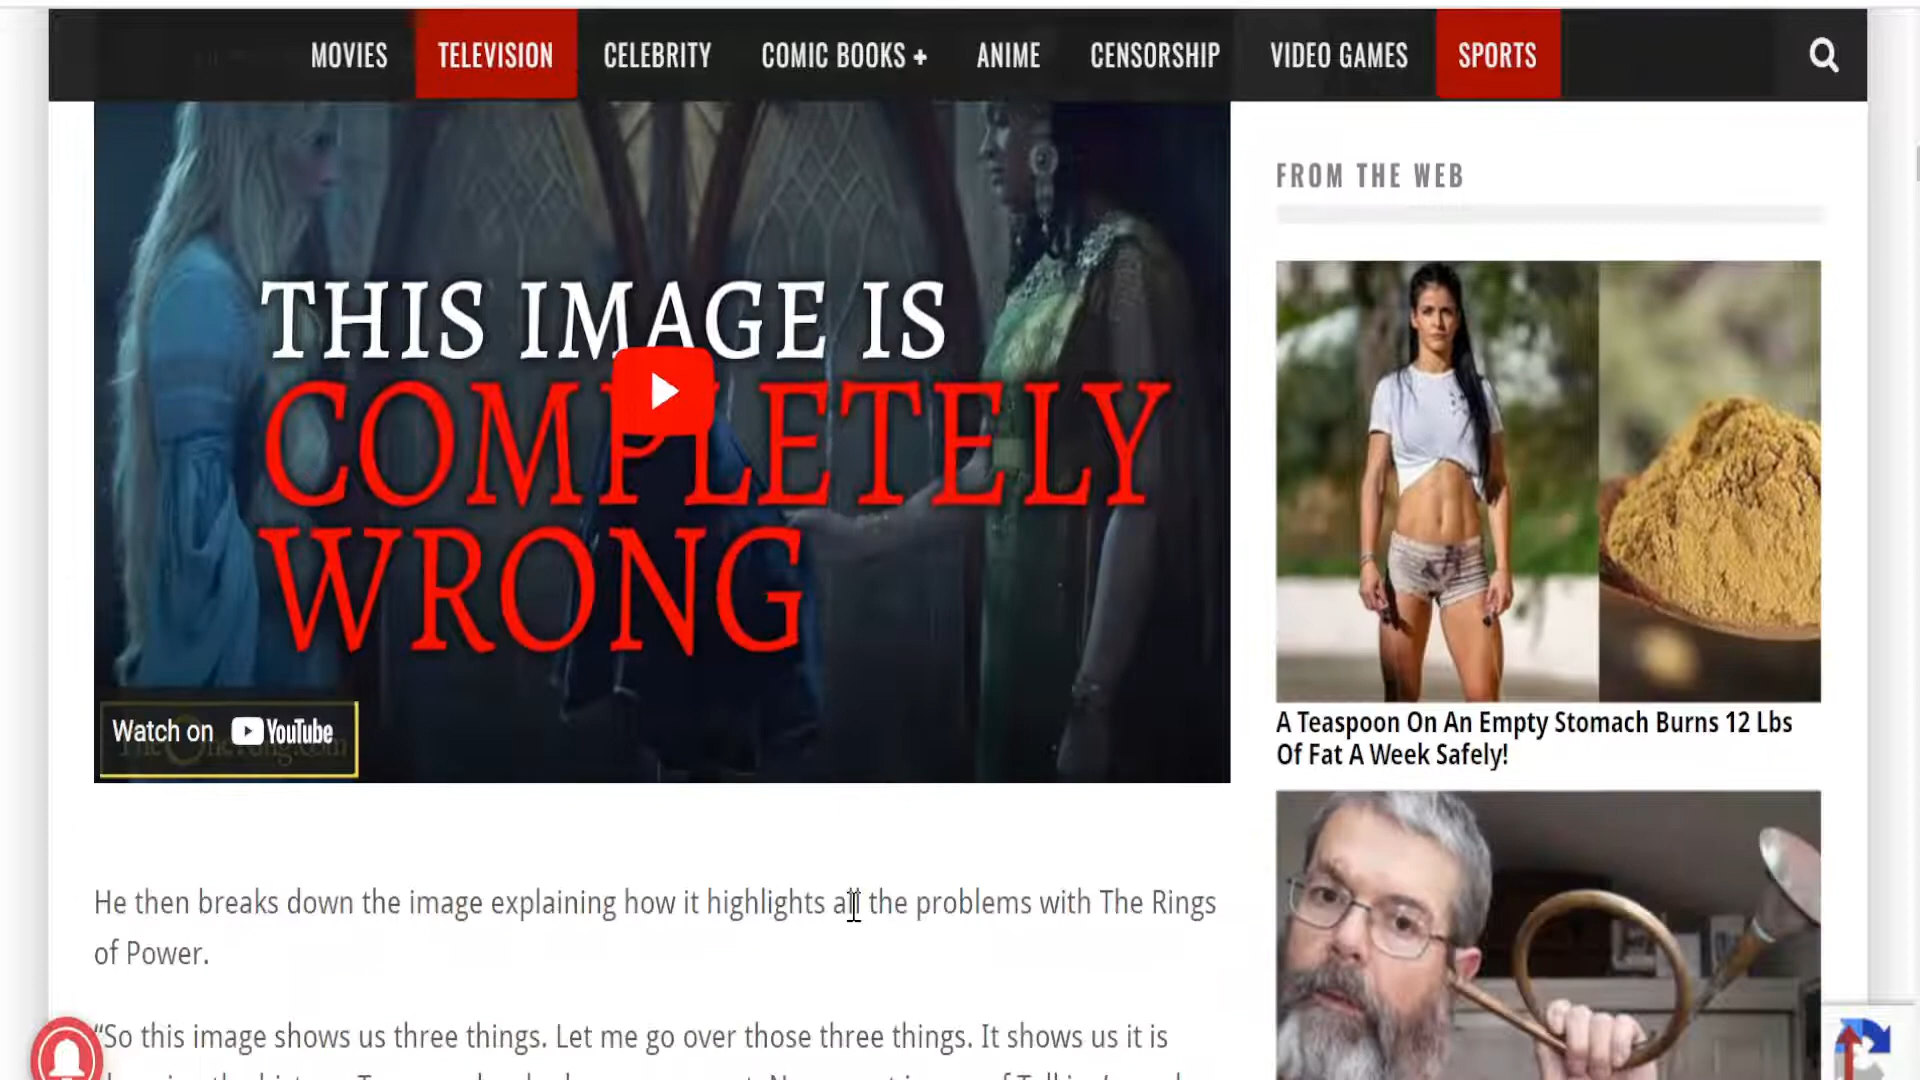 MOVIES TELEVISION CELEBRITY COMIC BOOKS + ANIME CENSORSHIP VIDEO GAMES SPORTS
THIS IMAGE IS
COMPLETELY
WRONG
Watch on YouTube
He then breaks down the image explaining how it highlights all the problems with The Rings
of Power.
“So this image shows us three things. Let me go over those three things. It shows us it is
FROM THE WEB
A Teaspoon On An Empty Stomach Burns 12 Lbs
Of Fat A Week Safely!